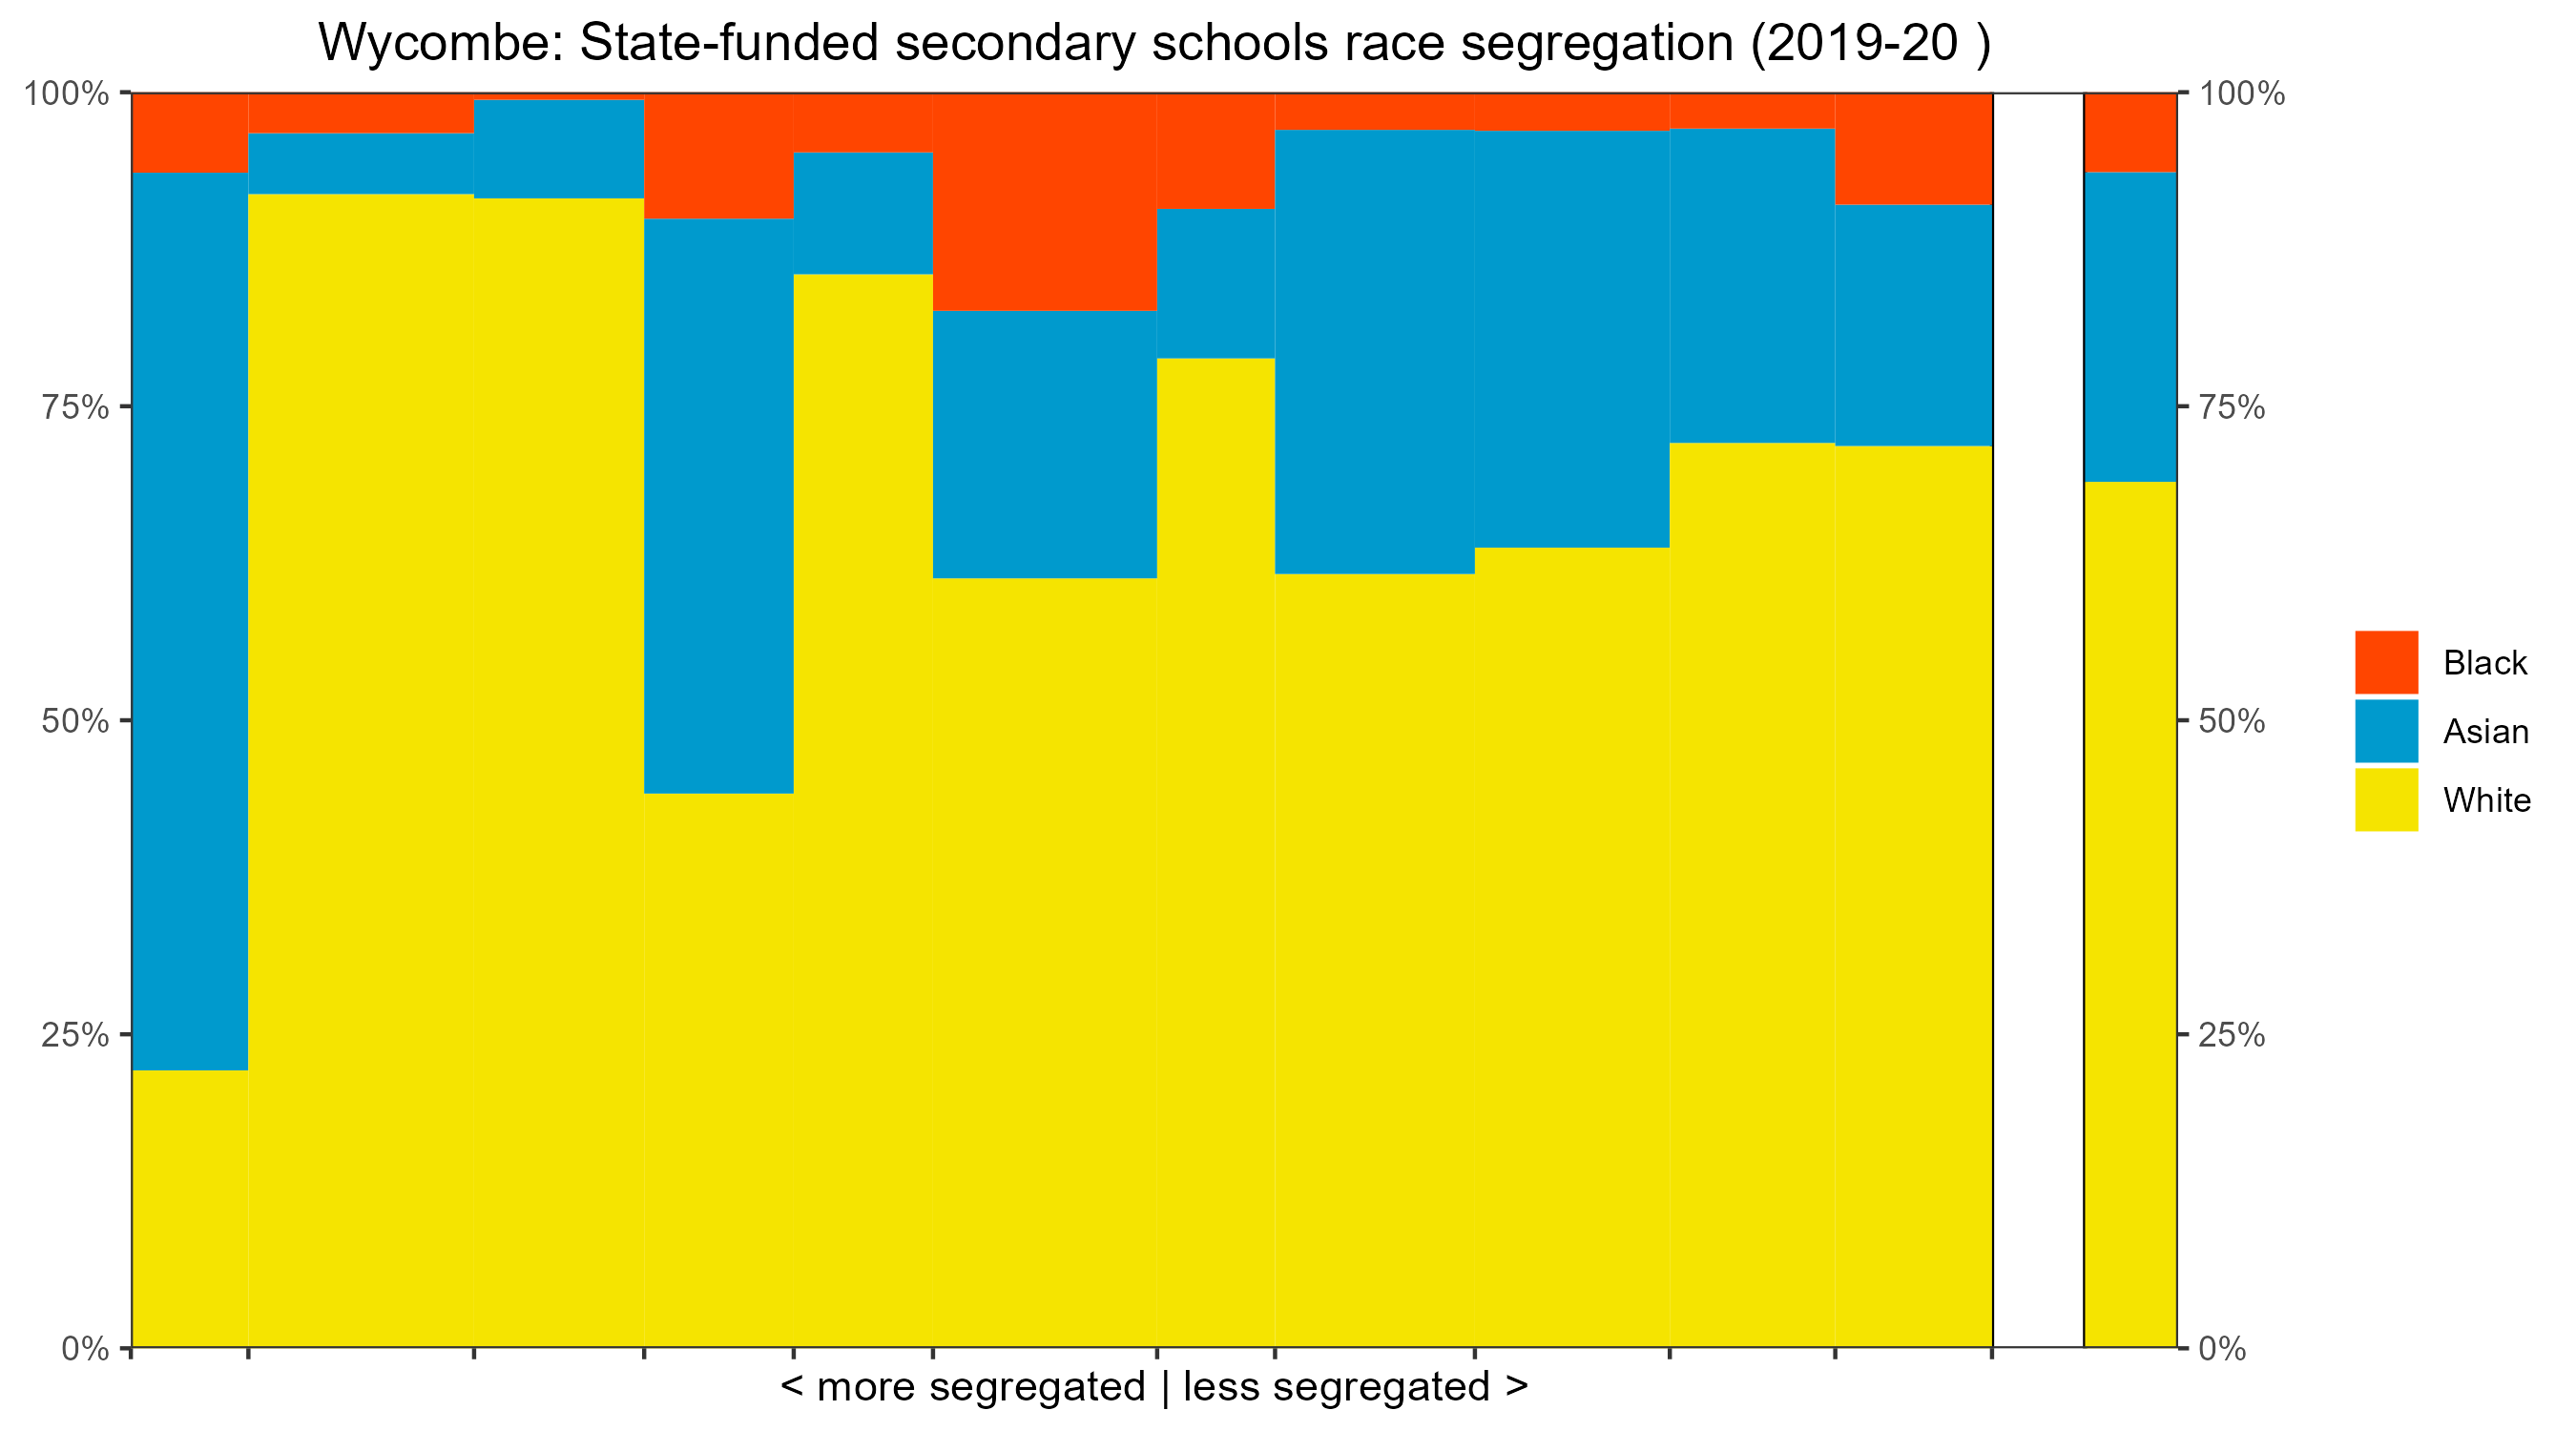 Wycombe: State-funded secondary schools race segregation (2019-20 )
100%
75%
50%
25%
0%
100%
75%
50%
25%
0%
Black
Asian
White
< more segregated | less segregated >